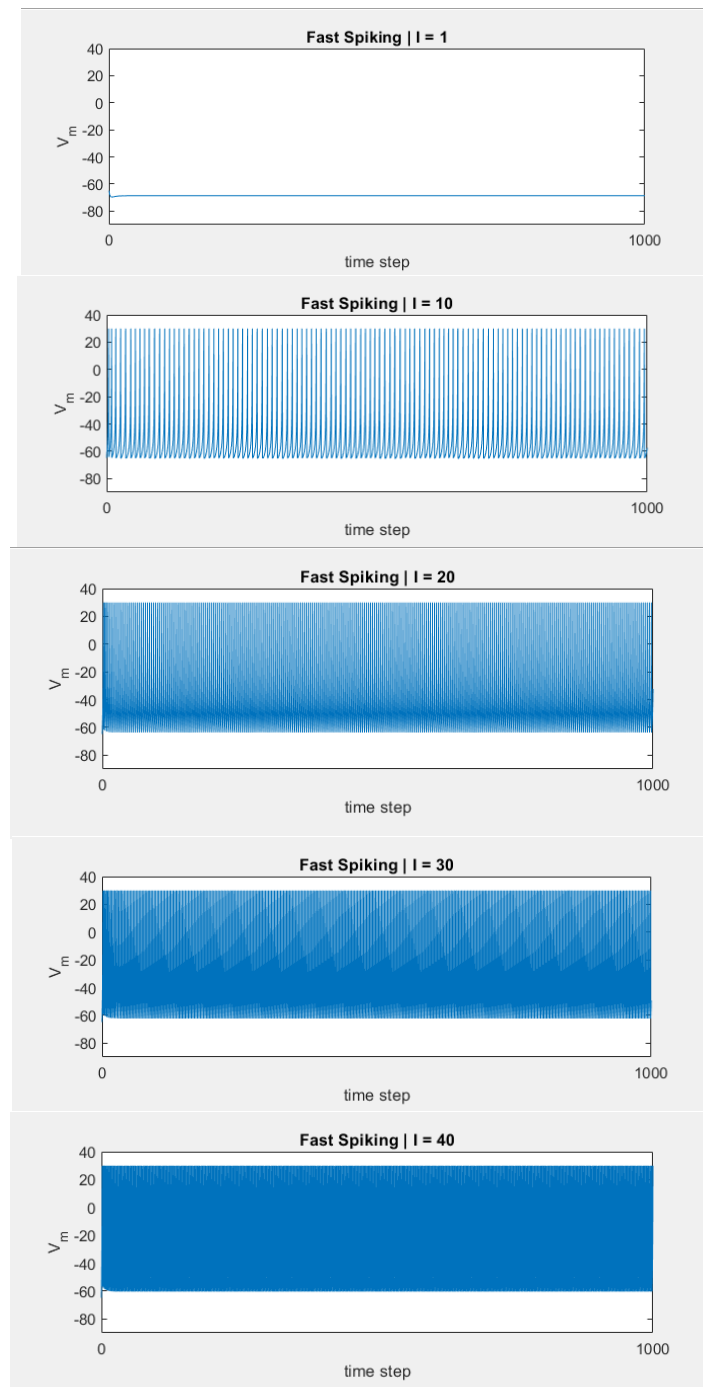 Fast Spiking | I = 1
40
20
0
-20
-40
-60
-80
V_m
0 1000
time step
Fast Spiking | I = 10
40
20
0
-20
-40
-60
-80
V_m
0 1000
time step
Fast Spiking | I = 20
40
20
0
-20
-40
-60
-80
V_m
0 1000
time step
Fast Spiking | I = 30
40
20
0
-20
-40
-60
-80
V_m
0 1000
time step
Fast Spiking | I = 40
40
20
0
-20
-40
-60
-80
V_m
0 1000
time step